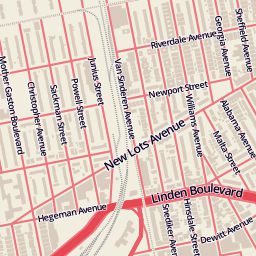 Sheffield Avenue
Georgia Avenue
Riverdale Avenue
Mother Gaston Boulevard
Junius Street
Van Sinderen Avenue
Newport Street
Powell Street
Sackman Street
Christopher Avenue
Williams Avenue
Alabama Avenue
Malta Street
New Lots Avenue
Linden Boulevard
Hegeman Avenue
Snediker Avenue
Hinsdale Street
Dewitt Avenue